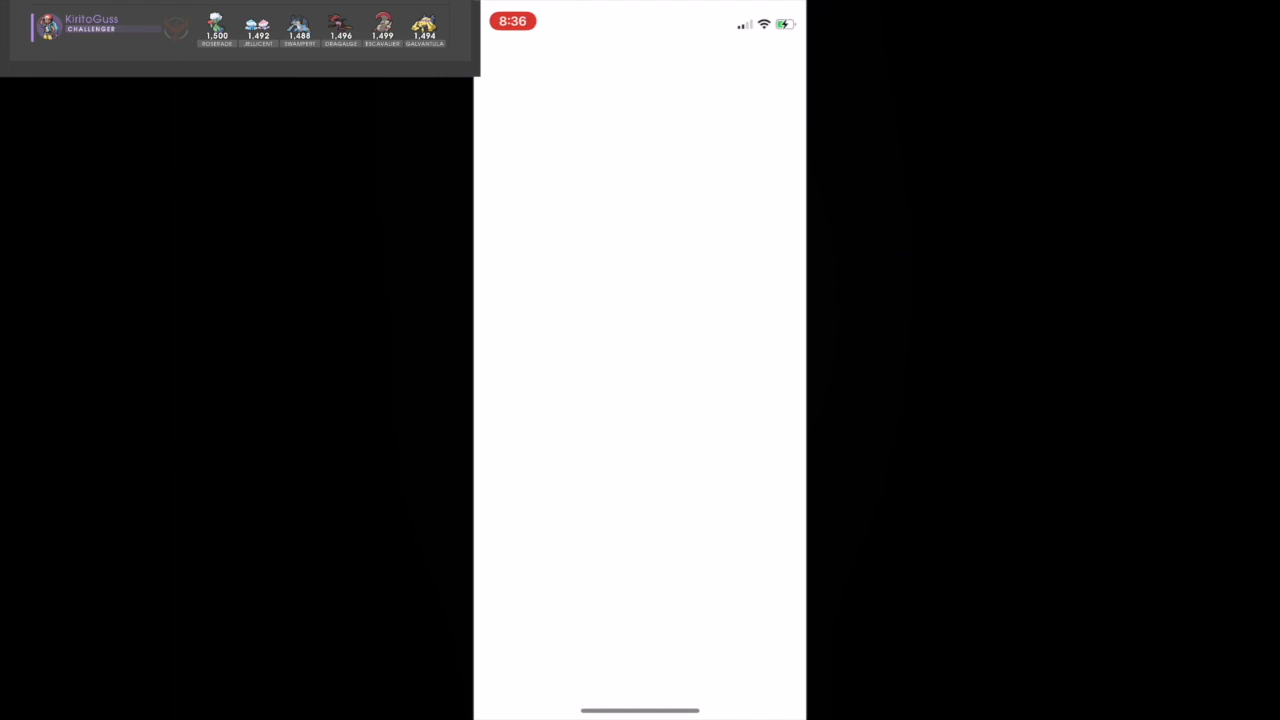 KiritoGuss
CHALLENGER
1,500 1,492 1,488 1,496 1,499 1,494
ROSERADE JELLICENT SWAMPERT DRAGALGE ESCAVALIER GALVANTULA
8:36